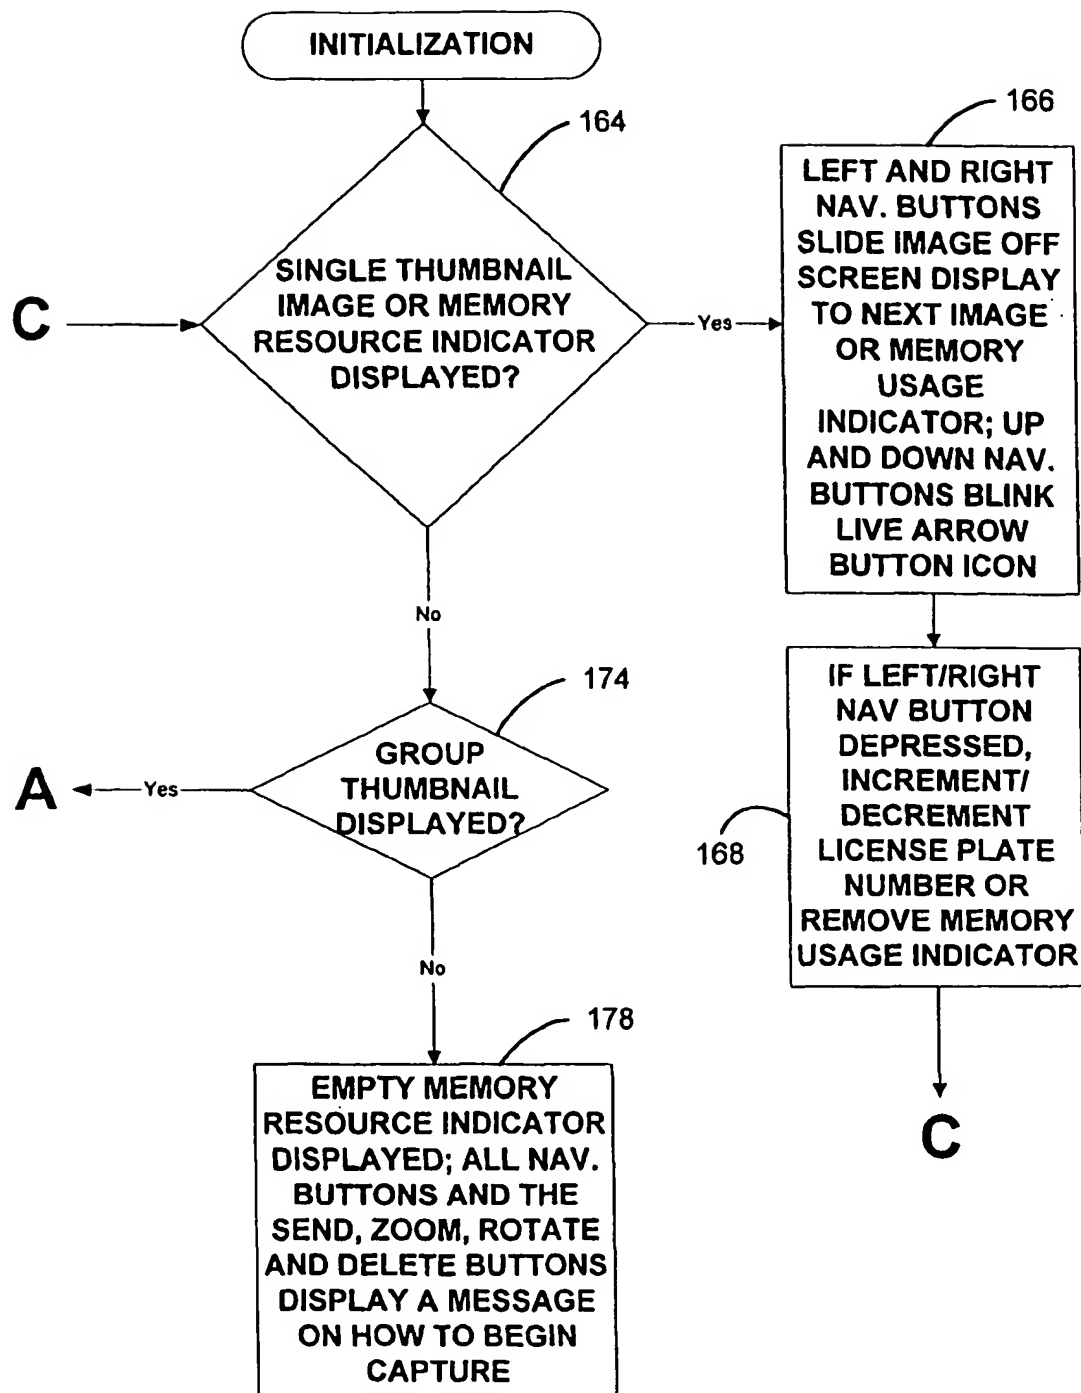 INITIALIZATION
164
SINGLE THUMBNAIL
IMAGE OR MEMORY
RESOURCE INDICATOR
DISPLAYED?
C
Yes
166
LEFT AND RIGHT
NAV. BUTTONS
SLIDE IMAGE OFF
SCREEN DISPLAY
TO NEXT IMAGE
OR MEMORY
USAGE
INDICATOR; UP
AND DOWN NAV.
BUTTONS BLINK
LIVE ARROW
BUTTON ICON
No
174
GROUP
THUMBNAIL
DISPLAYED?
A
Yes
168
IF LEFT/RIGHT
NAV BUTTON
DEPRESSED,
INCREMENT/
DECREMENT
LICENSE PLATE
NUMBER OR
REMOVE MEMORY
USAGE INDICATOR
C
No
178
EMPTY MEMORY
RESOURCE INDICATOR
DISPLAYED; ALL NAV.
BUTTONS AND THE
SEND, ZOOM, ROTATE
AND DELETE BUTTONS
DISPLAY A MESSAGE
ON HOW TO BEGIN
CAPTURE